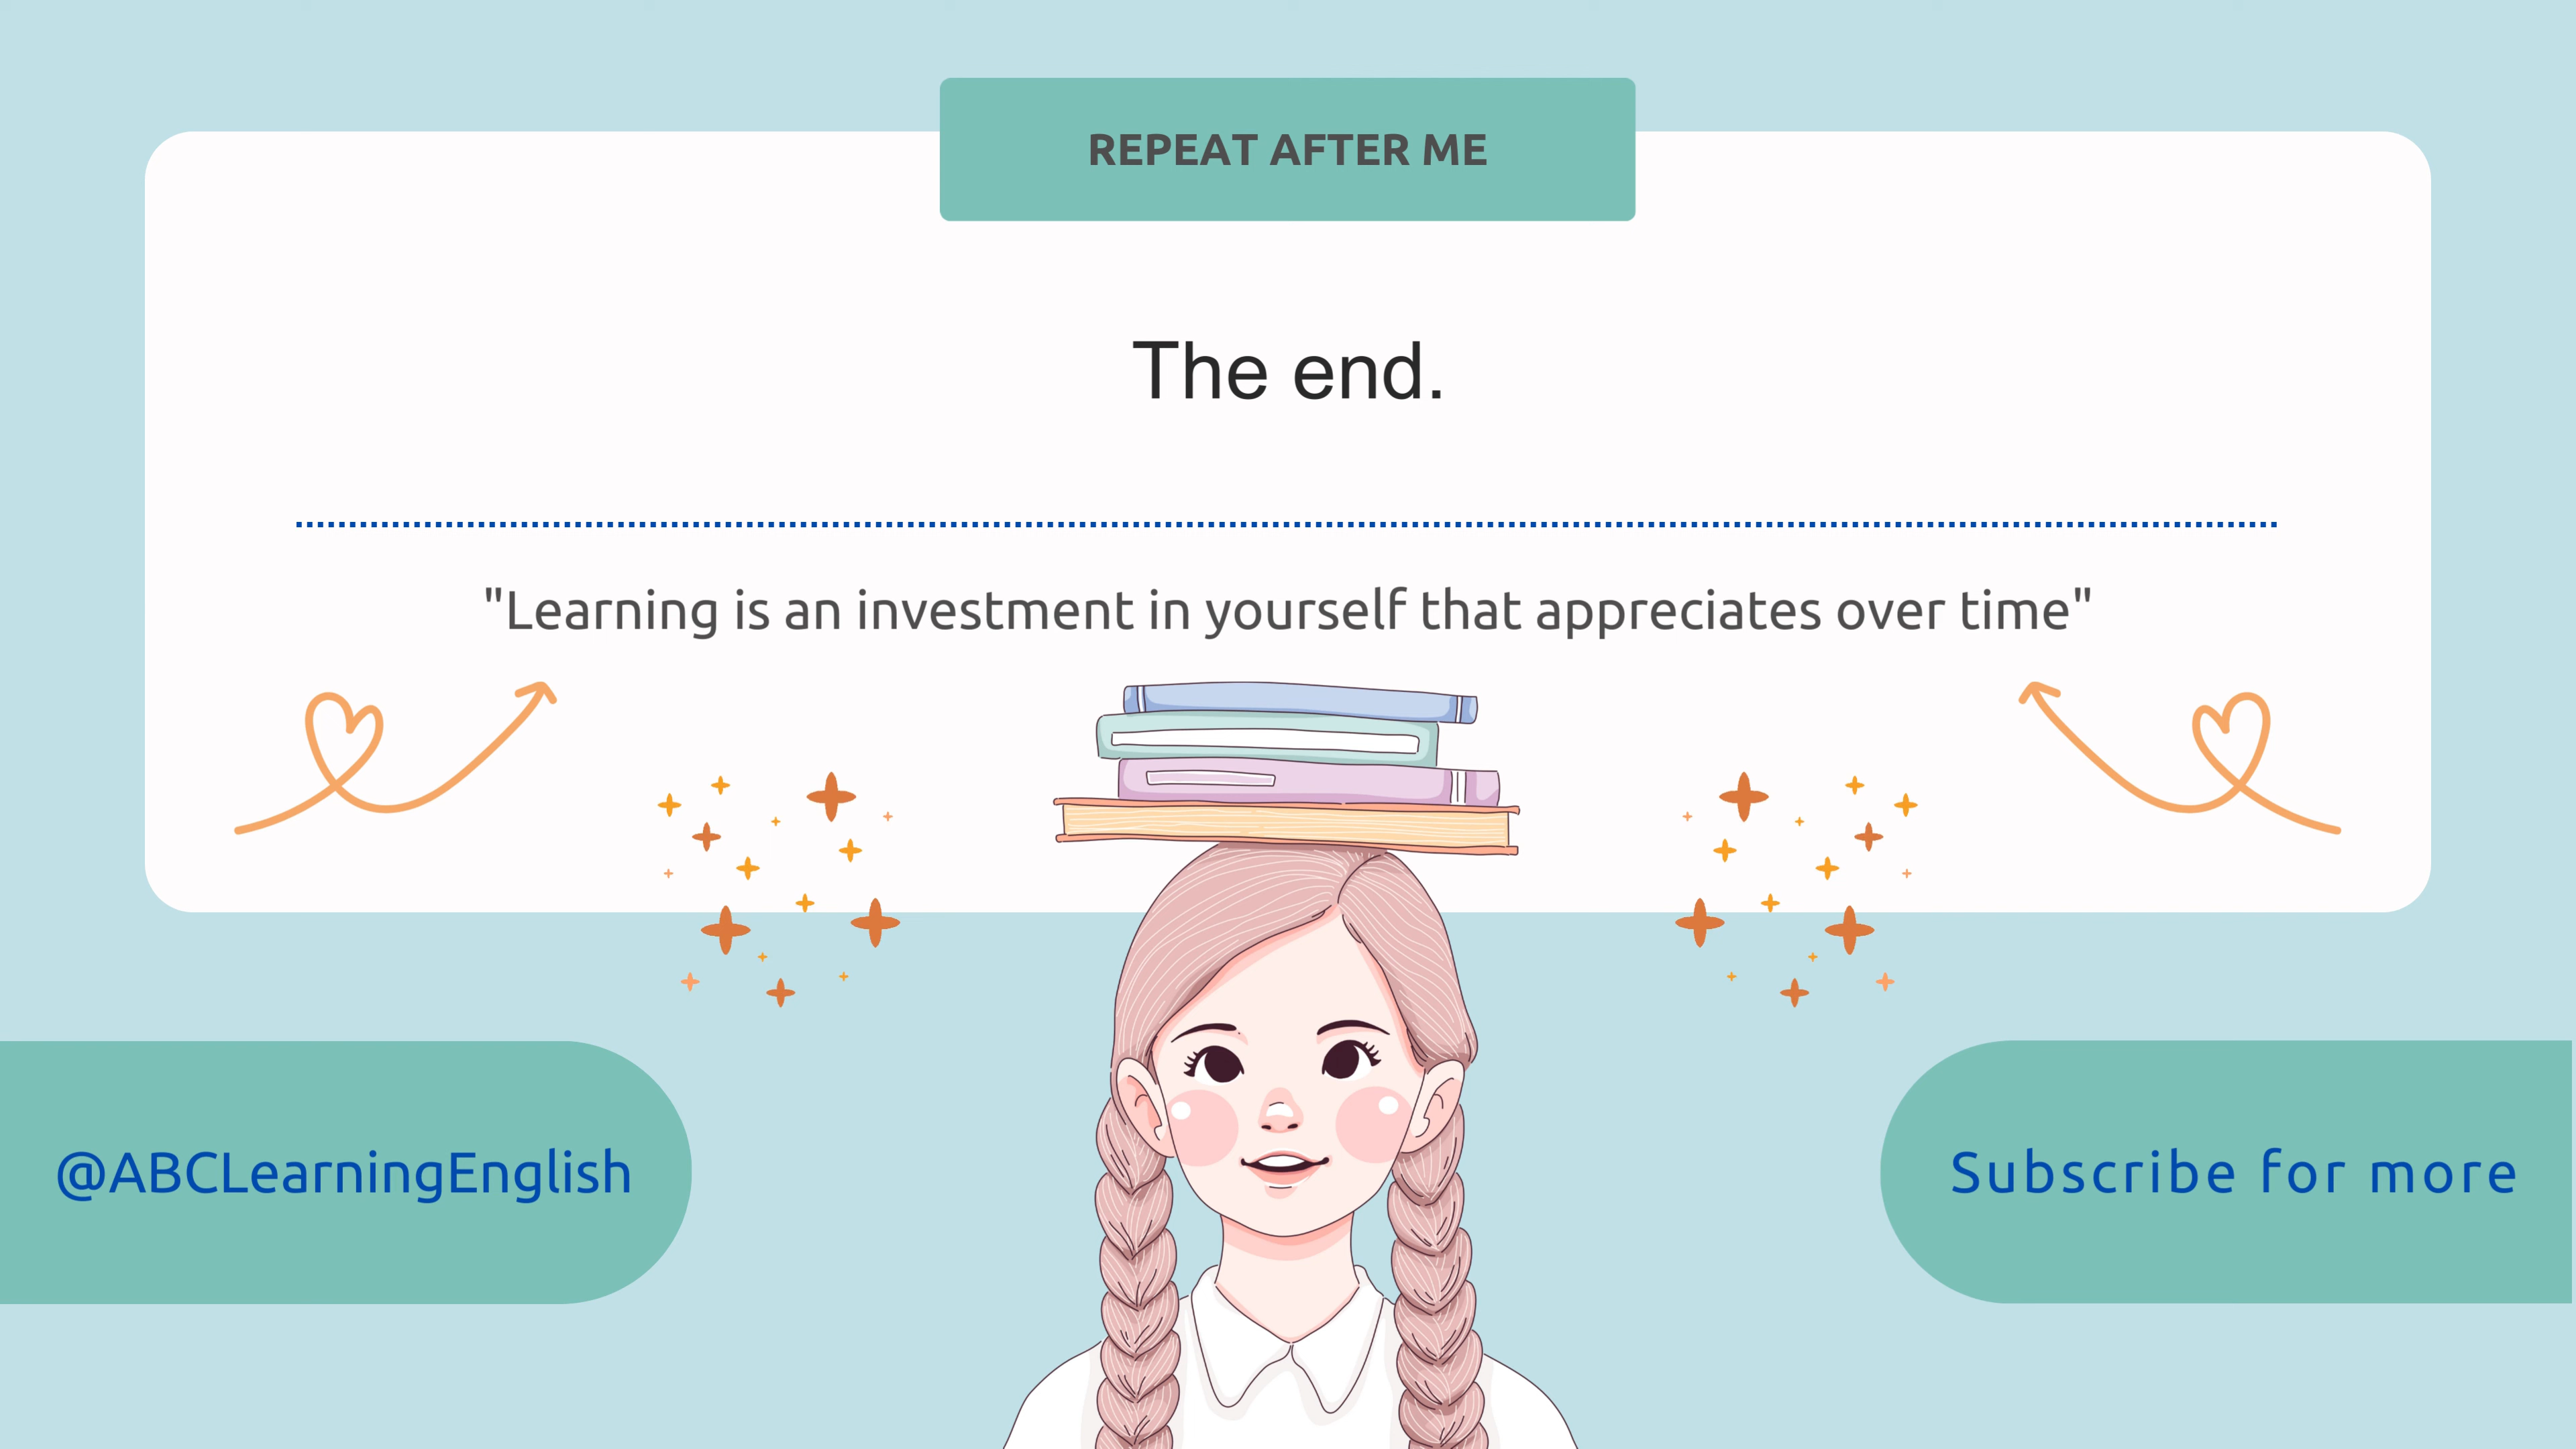 REPEAT AFTER ME
The end.
"Learning is an investment in yourself that appreciates over time"
@ABCLearningEnglish
Subscribe for more